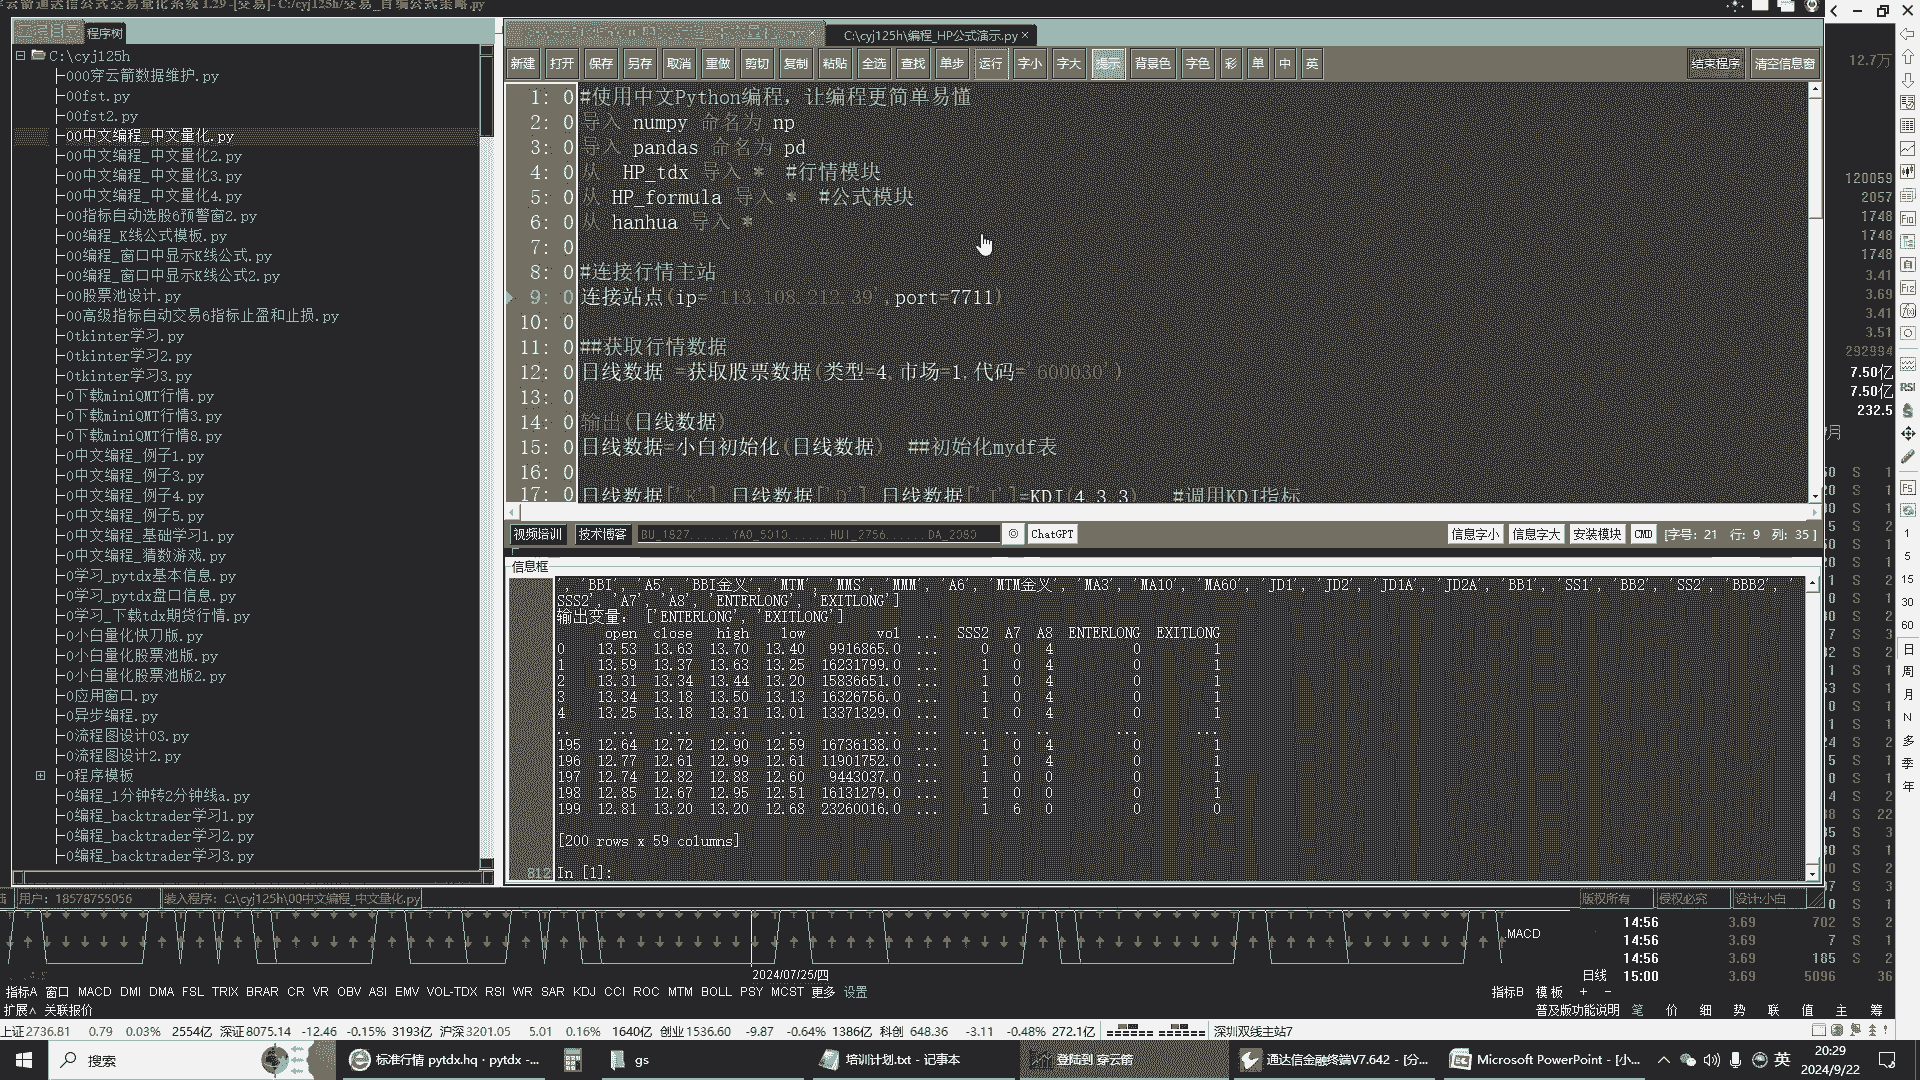 穿云箭通达信公式交易量化系统 1.29 -[交易]- C:/cyj125h/交易_自编公式策略.py
程序树
C:\cyj125h\编程_HP公式演示.py ×
新建 打开 保存 另存 取消 重做 剪切 复制 粘贴 全选 查找 单步 运行 字小 字大 提示 背景色 字色 彩 单 中 英 结束程序 清空信息窗
C:\cyj125h
000穿云箭数据维护.py
00fst.py
00fst2.py
00中文编程_中文量化.py
00中文编程_中文量化2.py
00中文编程_中文量化3.py
00中文编程_中文量化4.py
00指标自动选股6预警窗2.py
00编程_K线公式模板.py
00编程_窗口中显示K线公式.py
00编程_窗口中显示K线公式2.py
00股票池设计.py
00高级指标自动交易6指标止盈和止损.py
0tkinter学习.py
0tkinter学习2.py
0tkinter学习3.py
0下载miniQMT行情.py
0下载miniQMT行情3.py
0下载miniQMT行情8.py
0中文编程_例子1.py
0中文编程_例子3.py
0中文编程_例子4.py
0中文编程_例子5.py
0中文编程_基础学习1.py
0中文编程_猜数游戏.py
0学习_pytdx基本信息.py
0学习_pytdx盘口信息.py
0学习_下载tdx期货行情.py
0小白量化快刀版.py
0小白量化股票池版.py
0小白量化股票池版2.py
0应用窗口.py
0异步编程.py
0流程图设计03.py
0流程图设计2.py
0程序模板
0编程_1分钟转2分钟线a.py
0编程_backtrader学习1.py
0编程_backtrader学习2.py
0编程_backtrader学习3.py
1: 0 #使用中文Python编程，让编程更简单易懂
2: 0 导入 numpy 命名为 np
3: 0 导入 pandas 命名为 pd
4: 0 从 HP_tdx 导入 * #行情模块
5: 0 从 HP_formula 导入 * #公式模块
6: 0 从 hanhua 导入 *
7: 0
8: 0 #连接行情主站
9: 0 连接站点(ip='113.108.212.39',port=7711)
10: 0
11: 0 ##获取行情数据
12: 0 日线数据 =获取股票数据(类型=4,市场=1,代码='600030')
13: 0
14: 0 输出(日线数据)
15: 0 日线数据=小白初始化(日线数据) ##初始化mydf表
16: 0
17: 0 日线数据['K'],日线数据['D'],日线数据['J']=KDJ(4,3,3) #调用KDJ指标
视频培训 技术博客 ◎ ChatGPT 信息字小 信息字大 安装模块 CMD [字号: 21 行: 9 列: 35 ]
信息框
', 'BBI', 'A5', 'BBI金叉', 'MTM', 'MMS', 'MMM', 'A6', 'MTM金叉', 'MA3', 'MA10', 'MA60', 'JD1', 'JD2', 'JD1A', 'JD2A', 'BB1', 'SS1', 'BB2', 'SS2', 'BBB2', '
SSS2', 'A7', 'A8', 'ENTERLONG', 'EXITLONG']
输出变量： ['ENTERLONG', 'EXITLONG']
open close high low vol ... SSS2 A7 A8 ENTERLONG EXITLONG
0 13.53 13.63 13.70 13.40 9916865.0 ... 0 0 4 0 1
1 13.59 13.37 13.63 13.25 16231799.0 ... 1 0 4 0 1
2 13.31 13.34 13.44 13.20 15836651.0 ... 1 0 4 0 1
3 13.34 13.18 13.50 13.13 16326756.0 ... 1 0 4 0 1
4 13.25 13.18 13.31 13.01 13371329.0 ... 1 0 4 0 1
.. ... ... ... ... ... ... ... .. .. ... ...
195 12.64 12.72 12.90 12.59 16736138.0 ... 1 0 4 0 1
196 12.77 12.61 12.99 12.61 11901752.0 ... 1 0 4 0 1
197 12.74 12.82 12.88 12.60 9443037.0 ... 1 0 0 0 1
198 12.85 12.67 12.95 12.51 16131279.0 ... 1 0 0 0 1
199 12.81 13.20 13.20 12.68 23260016.0 ... 1 6 0 0 0
[200 rows x 59 columns]
812 In [1]:
用户: 18578755056 装入程序: C:\cyj125h\00中文编程_中文量化.py 版权所有 侵权必究 设计:小白
12.7万
120059
2057
1748
1748
1748
3.41
3.69
3.41
3.51
292994
7.50亿
7.50亿
232.5
14:56 3.69 702 S 2
14:56 3.69 7 S 1
14:56 3.69 185 S 2
日线 15:00 3.69 5096 36
MACD
2024/07/25/四
指标A 窗口 MACD DMI DMA FSL TRIX BRAR CR VR OBV ASI EMV VOL-TDX RSI WR SAR KDJ CCI ROC MTM BOLL PSY MCST 更多 设置 指标B 模板 + −
扩展∧ 关联报价 普及版功能说明 笔 价 细 势 联 值 主 筹
上证2736.81 0.79 0.03% 2554亿 深证8075.14 -12.46 -0.15% 3193亿 沪深3201.05 5.01 0.16% 1640亿 创业1536.60 -9.87 -0.64% 1386亿 科创 648.36 -3.11 -0.48% 272.1亿 深圳双线主站7
搜索 标准行情 pytdx.hq · pytdx -... gs 培训计划.txt - 记事本 登陆到 穿云箭 通达信金融终端V7.642 - [分... Microsoft PowerPoint - [小... 英 20:29
2024/9/22